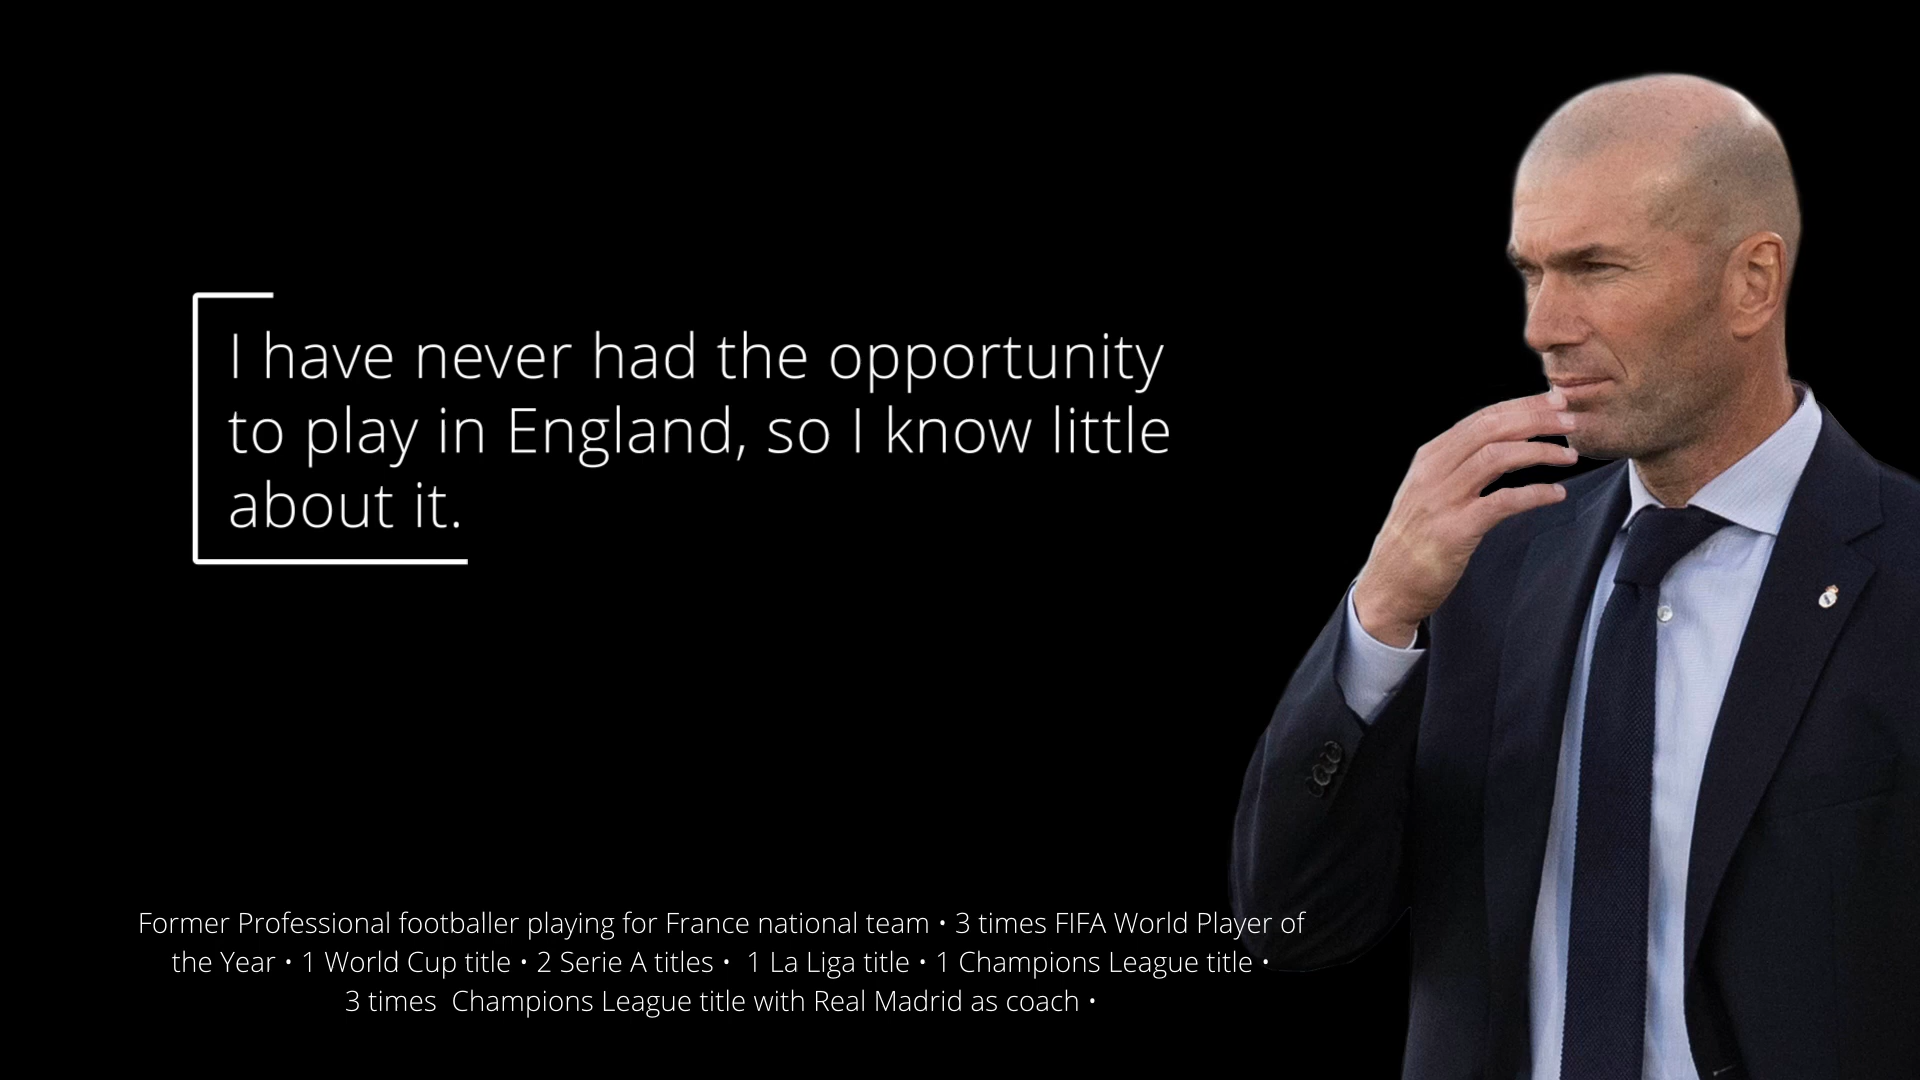 I have never had the opportunity
to play in England, so I know little
about it.
Former Professional footballer playing for France national team • 3 times FIFA World Player of
the Year • 1 World Cup title • 2 Serie A titles • 1 La Liga title • 1 Champions League title •
3 times Champions League title with Real Madrid as coach •